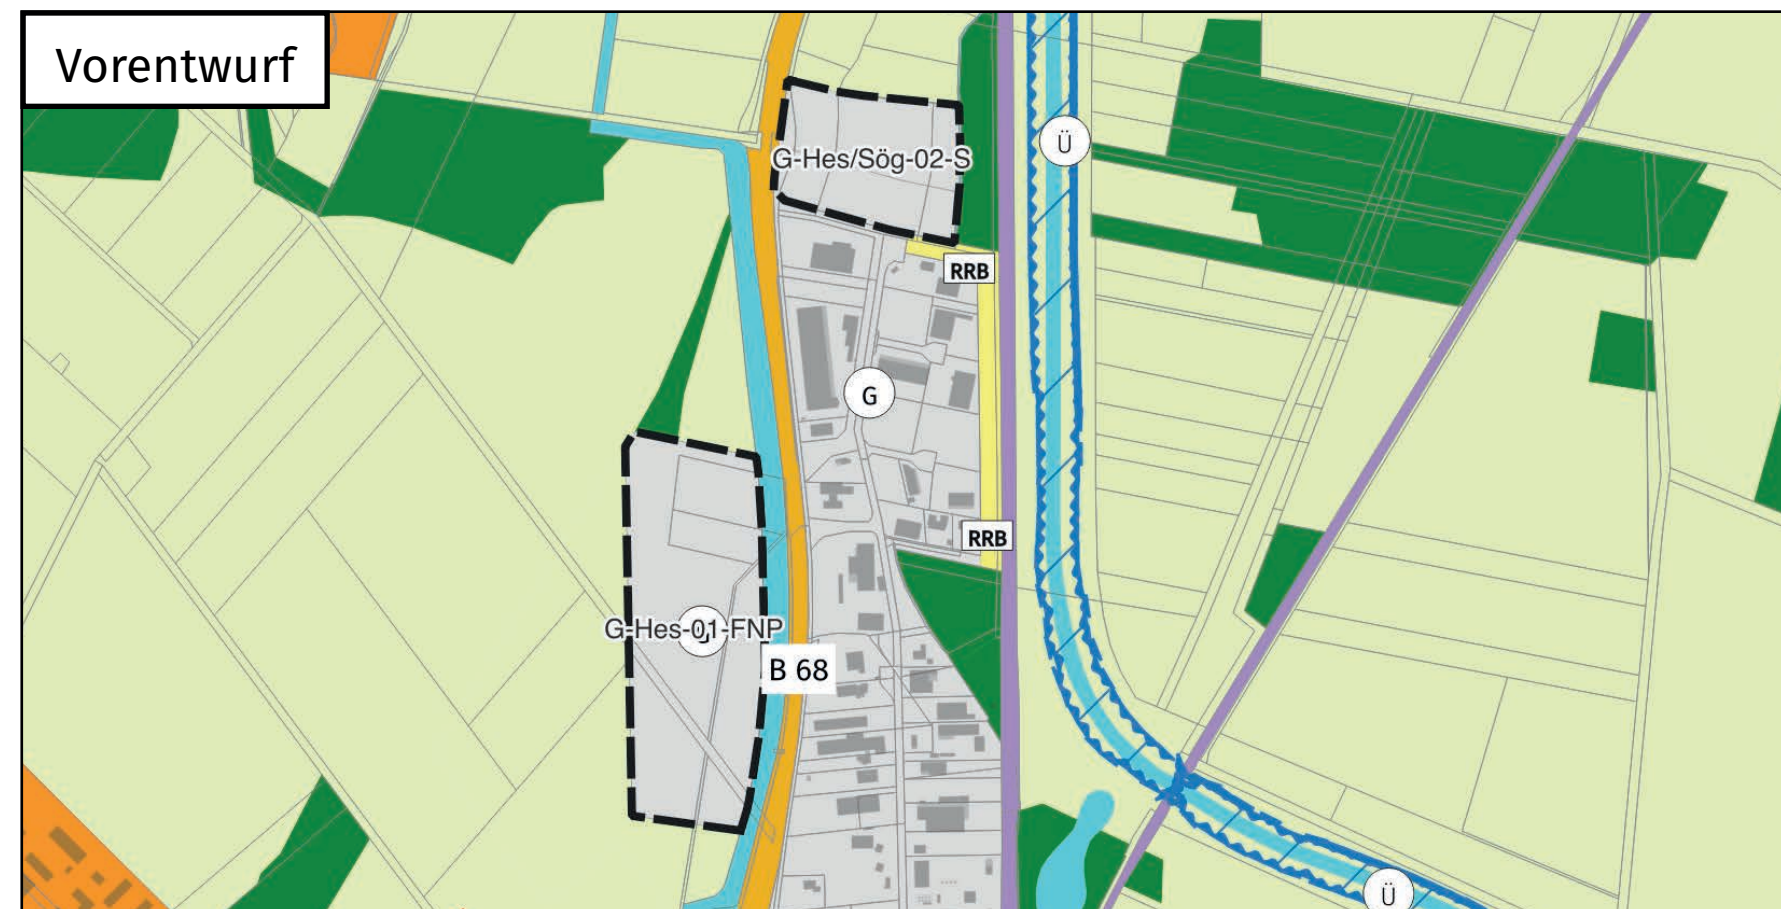 Vorentwurf
Ü
G-Hes/Sög-02-S
RRB
G
RRB
G-Hes-01-FNP
B 68
Ü